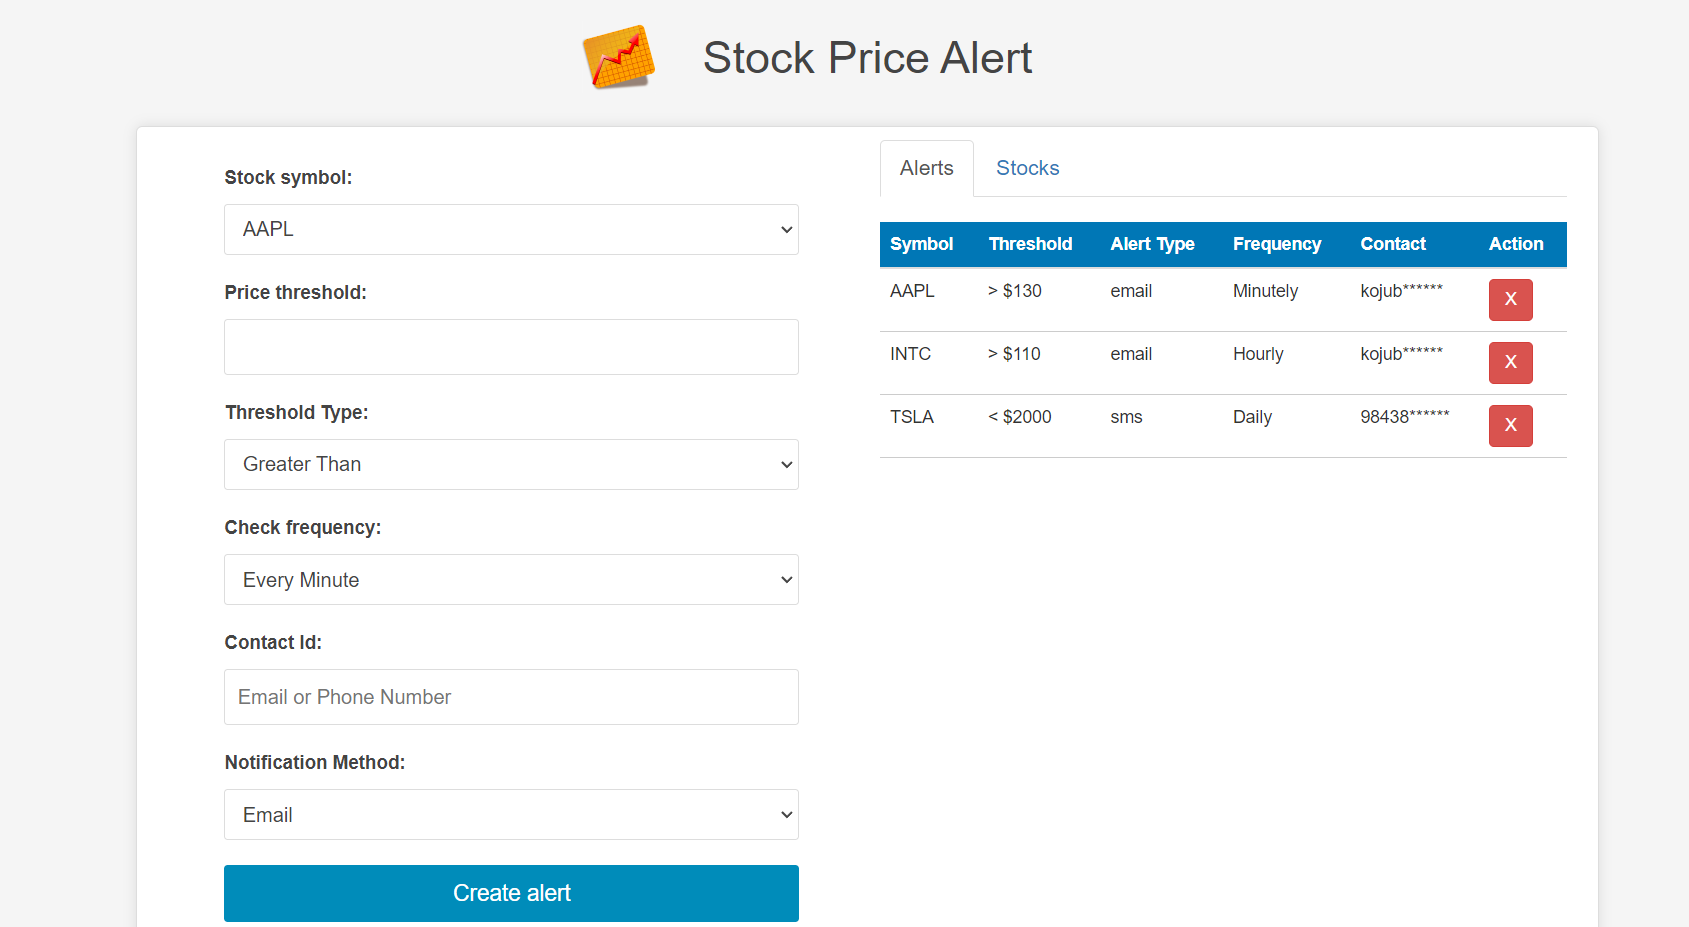 Stock Price Alert
Stock symbol:
AAPL
Price threshold:
Threshold Type:
Greater Than
Check frequency:
Every Minute
Contact Id:
Email or Phone Number
Notification Method:
Email
Create alert
Alerts Stocks
Symbol Threshold Alert Type Frequency Contact Action
AAPL > $130 email Minutely kojub****** X
INTC > $110 email Hourly kojub****** X
TSLA < $2000 sms Daily 98438****** X